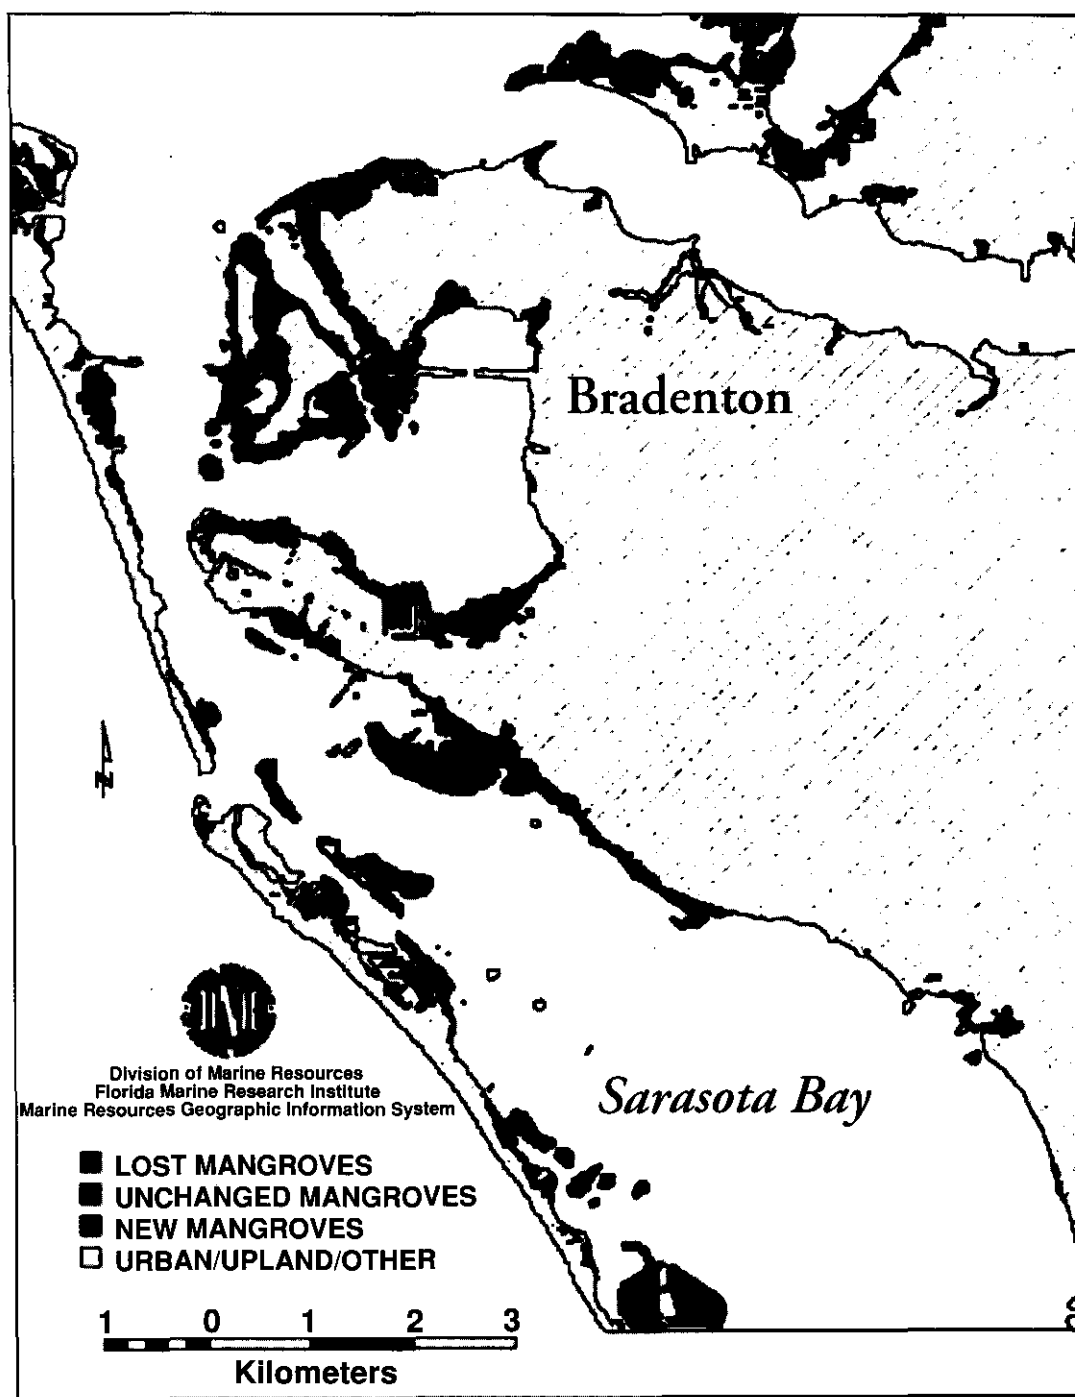 Bradenton
Division of Marine Resources
Florida Marine Research Institute
Marine Resources Geographic Information System
Sarasota Bay
LOST MANGROVES
UNCHANGED MANGROVES
NEW MANGROVES
URBAN/UPLAND/OTHER
1 0 1 2 3
Kilometers
N